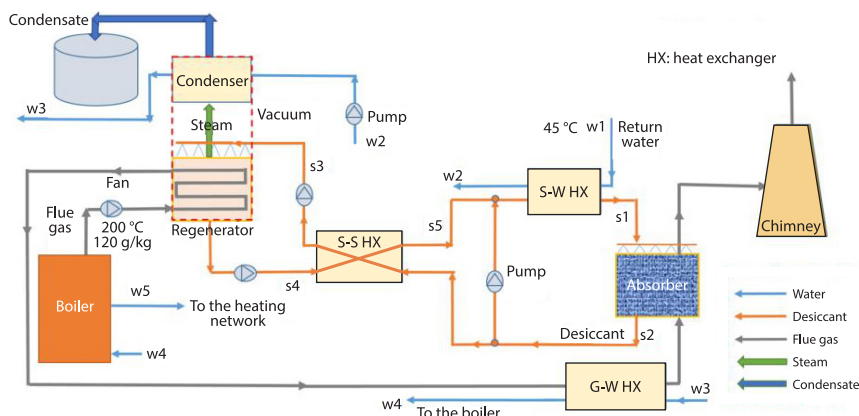 Condensate
HX: heat exchanger
Condenser
w3
Vacuum
Pump
Steam
w2
45 °C
w1
Return
water
s3
w2
S-W HX
Fan
Flue
gas
200 °C
120 g/kg
Regenerator
s5
s1
Chimney
S-S HX
Boiler
w5
To the heating
network
s4
Pump
Absorber
Water
Desiccant
Desiccant
s2
Flue gas
w4
Steam
G-W HX
w3
w4
Condensate
To the boiler